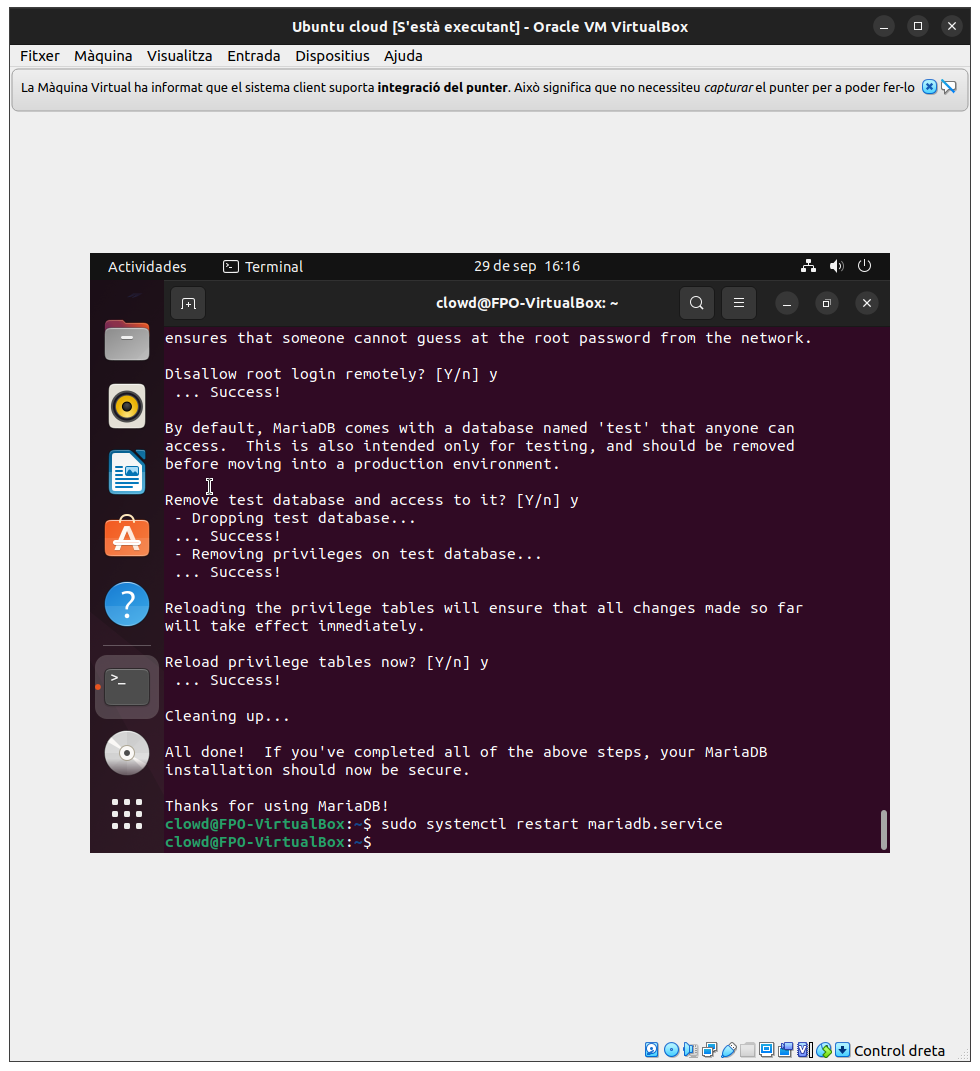 Ubuntu cloud [S'està executant] - Oracle VM VirtualBox
Fitxer Màquina Visualitza Entrada Dispositius Ajuda
La Màquina Virtual ha informat que el sistema client suporta integració del punter. Això significa que no necessiteu capturar el punter per a poder fer-lo
Actividades Terminal 29 de sep 16:16
clowd@FPO-VirtualBox: ~
ensures that someone cannot guess at the root password from the network.
Disallow root login remotely? [Y/n] y
... Success!
By default, MariaDB comes with a database named 'test' that anyone can
access. This is also intended only for testing, and should be removed
before moving into a production environment.
Remove test database and access to it? [Y/n] y
- Dropping test database...
... Success!
- Removing privileges on test database...
... Success!
Reloading the privilege tables will ensure that all changes made so far
will take effect immediately.
Reload privilege tables now? [Y/n] y
... Success!
Cleaning up...
All done! If you've completed all of the above steps, your MariaDB
installation should now be secure.
Thanks for using MariaDB!
clowd@FPO-VirtualBox:~$ sudo systemctl restart mariadb.service
clowd@FPO-VirtualBox:~$
Control dreta